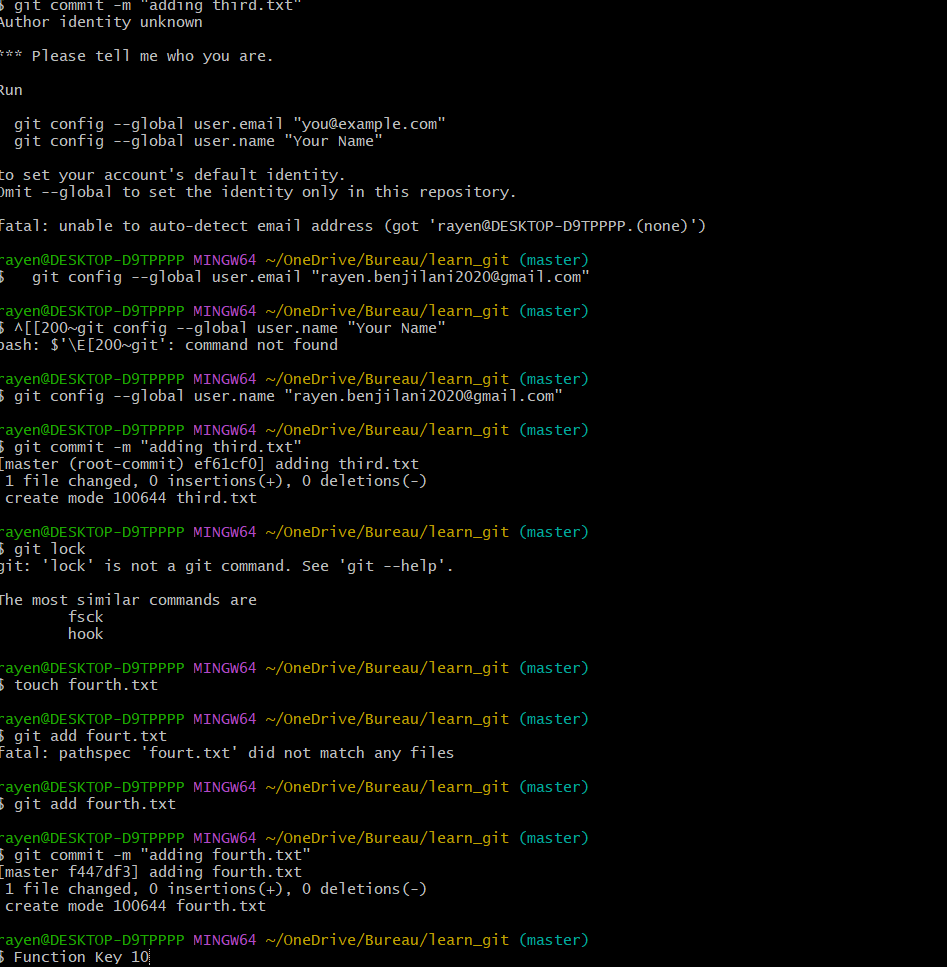 $ git commit -m "adding third.txt"
Author identity unknown
*** Please tell me who you are.
Run
git config --global user.email "you@example.com"
git config --global user.name "Your Name"
to set your account's default identity.
Omit --global to set the identity only in this repository.
fatal: unable to auto-detect email address (got 'rayen@DESKTOP-D9TPPPP.(none)')
rayen@DESKTOP-D9TPPPP MINGW64 ~/OneDrive/Bureau/learn_git (master)
$   git config --global user.email "rayen.benjilani2020@gmail.com"
rayen@DESKTOP-D9TPPPP MINGW64 ~/OneDrive/Bureau/learn_git (master)
$ ^[[200~git config --global user.name "Your Name"
bash: $'\E[200~git': command not found
rayen@DESKTOP-D9TPPPP MINGW64 ~/OneDrive/Bureau/learn_git (master)
$ git config --global user.name "rayen.benjilani2020@gmail.com"
rayen@DESKTOP-D9TPPPP MINGW64 ~/OneDrive/Bureau/learn_git (master)
$ git commit -m "adding third.txt"
[master (root-commit) ef61cf0] adding third.txt
1 file changed, 0 insertions(+), 0 deletions(-)
create mode 100644 third.txt
rayen@DESKTOP-D9TPPPP MINGW64 ~/OneDrive/Bureau/learn_git (master)
$ git lock
git: 'lock' is not a git command. See 'git --help'.
The most similar commands are
fsck
hook
rayen@DESKTOP-D9TPPPP MINGW64 ~/OneDrive/Bureau/learn_git (master)
$ touch fourth.txt
rayen@DESKTOP-D9TPPPP MINGW64 ~/OneDrive/Bureau/learn_git (master)
$ git add fourt.txt
fatal: pathspec 'fourt.txt' did not match any files
rayen@DESKTOP-D9TPPPP MINGW64 ~/OneDrive/Bureau/learn_git (master)
$ git add fourth.txt
rayen@DESKTOP-D9TPPPP MINGW64 ~/OneDrive/Bureau/learn_git (master)
$ git commit -m "adding fourth.txt"
[master f447df3] adding fourth.txt
1 file changed, 0 insertions(+), 0 deletions(-)
create mode 100644 fourth.txt
rayen@DESKTOP-D9TPPPP MINGW64 ~/OneDrive/Bureau/learn_git (master)
$ Function Key 10